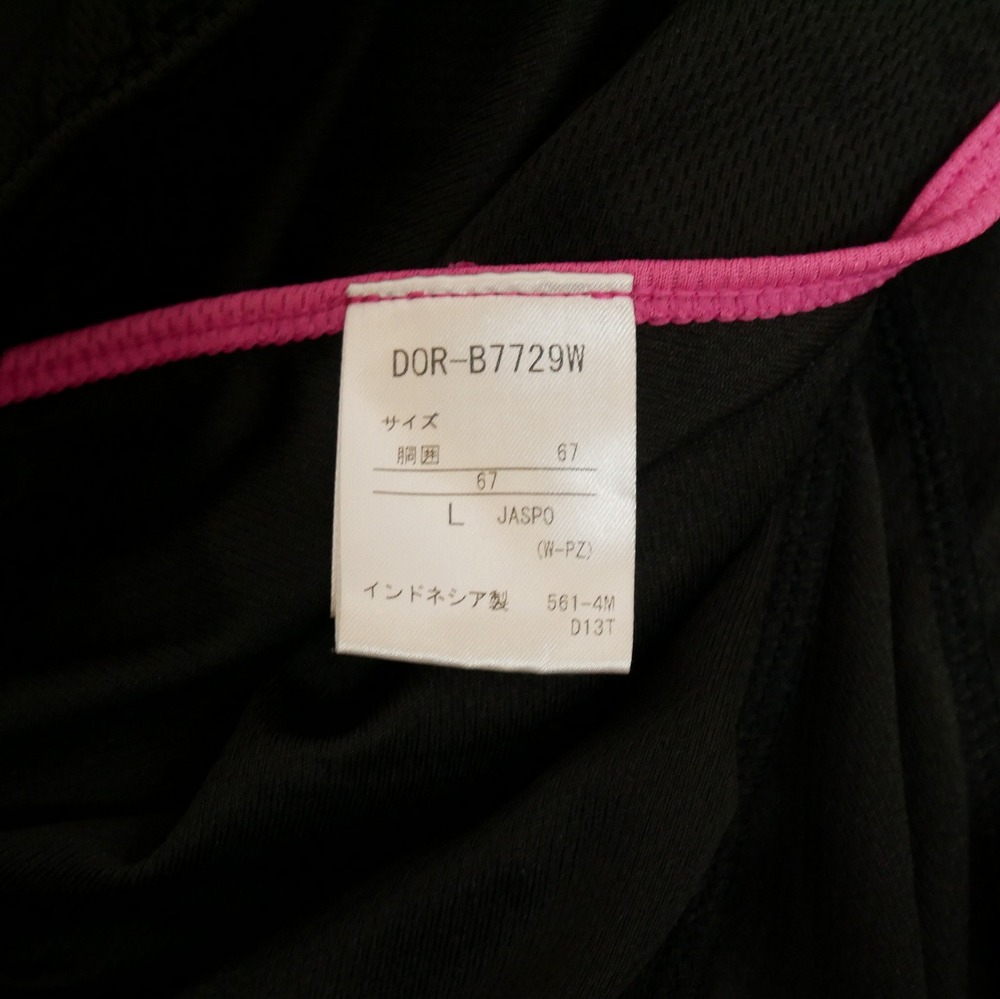 DOR-B7729W
サイズ
胴囲 67
67
L JASPO
(W-PZ)
インドネシア製 561-4M
D13T